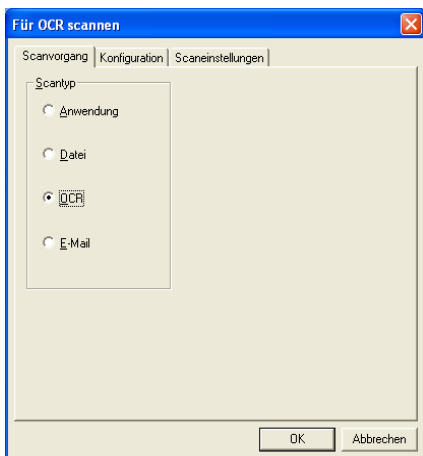 Für OCR scannen
Scanvorgang Konfiguration Scaneinstellungen
Scantyp
Anwendung
Datei
OCR
E-Mail
OK Abbrechen